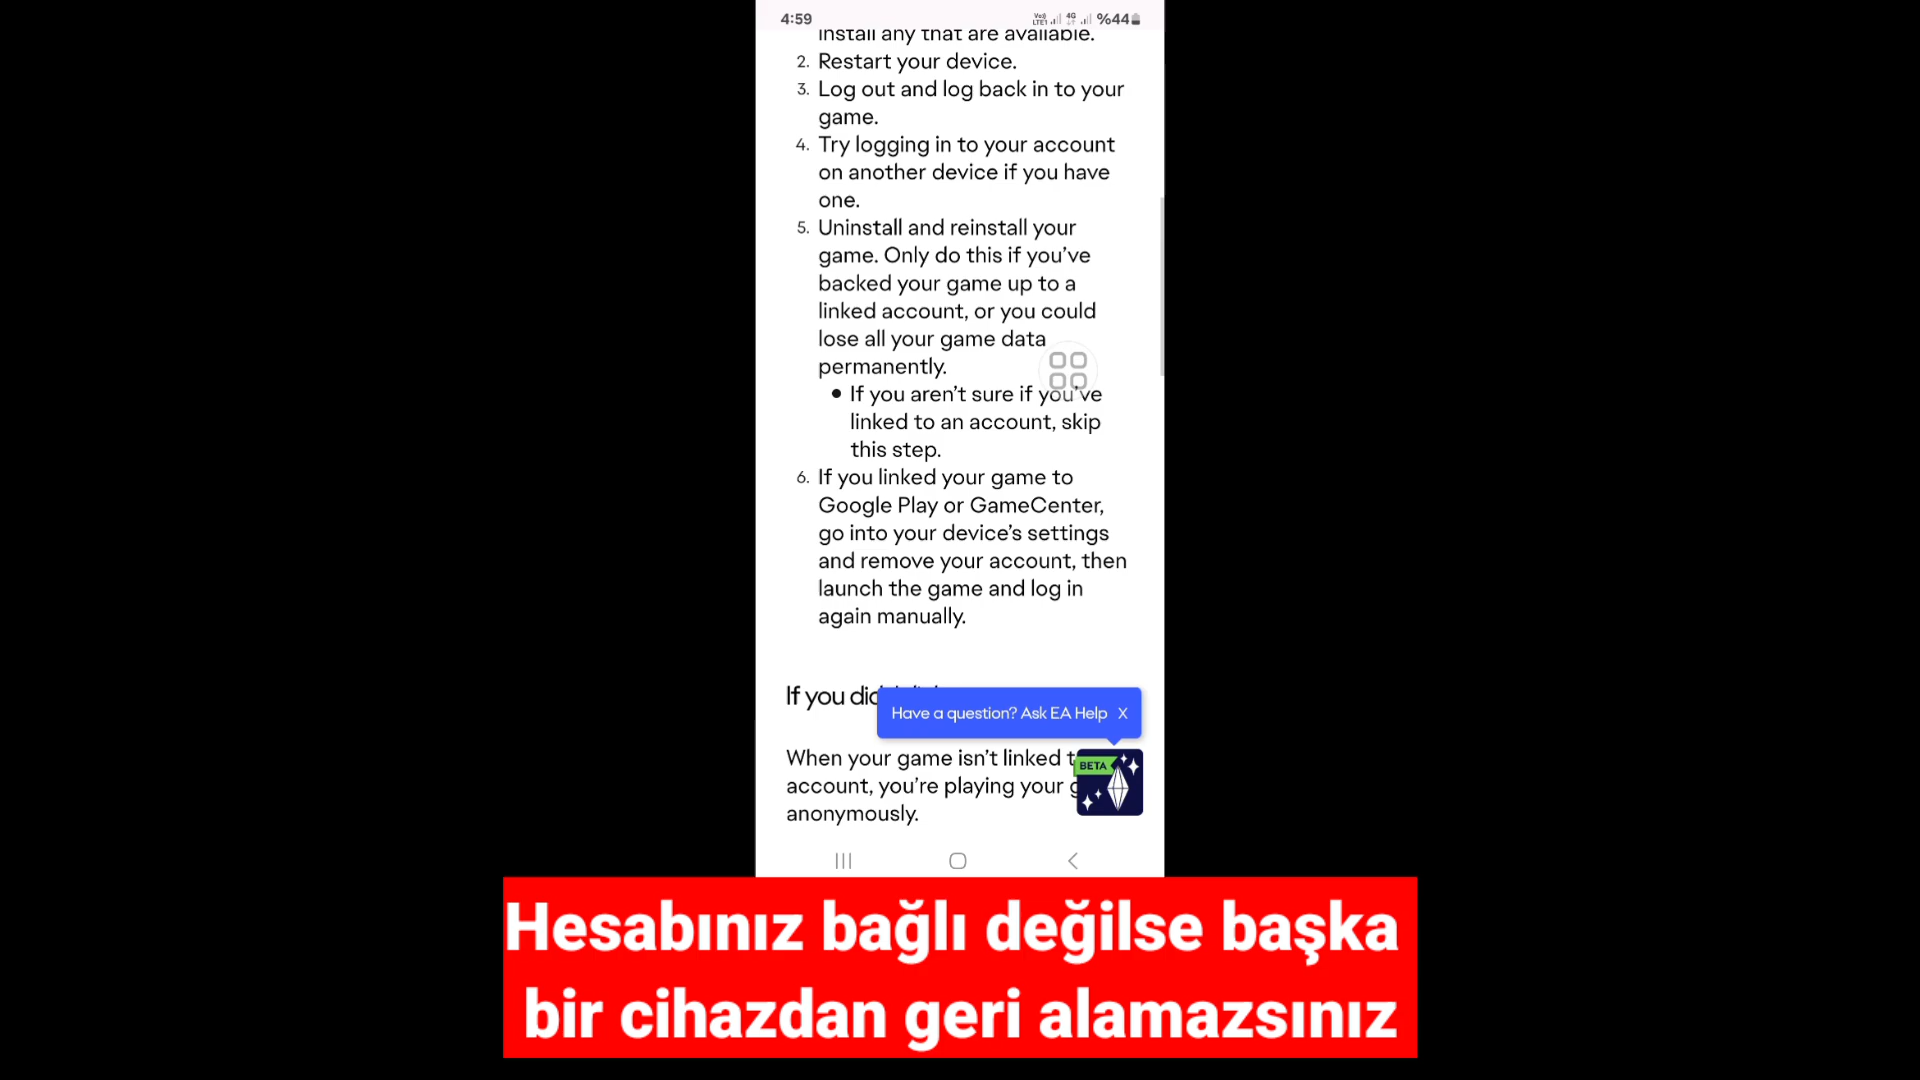 4:59
Vo))
LTE1
4G
%44
install any that are available.
2. Restart your device.
3. Log out and log back in to your
game.
4. Try logging in to your account
on another device if you have
one.
5. Uninstall and reinstall your
game. Only do this if you’ve
backed your game up to a
linked account, or you could
lose all your game data
permanently.
• If you aren’t sure if you’ve
linked to an account, skip
this step.
6. If you linked your game to
Google Play or GameCenter,
go into your device’s settings
and remove your account, then
launch the game and log in
again manually.
If you
Have a question? Ask EA Help X
When your game isn’t linked
BETA
account, you’re playing your
anonymously.
Hesabınız bağlı değilse başka
bir cihazdan geri alamazsınız